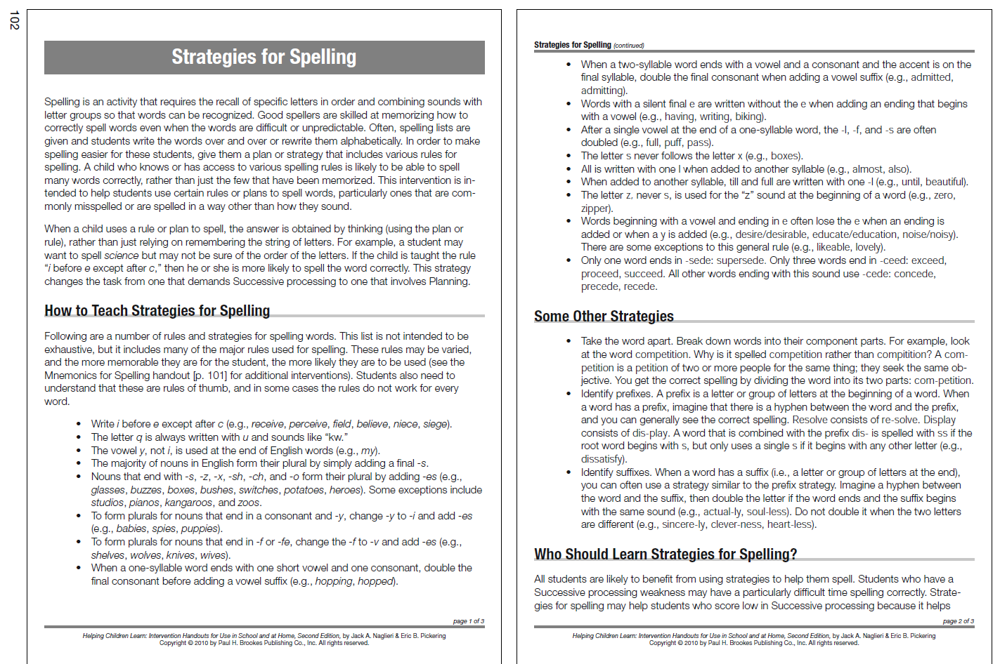 102
Strategies for Spelling
Spelling is an activity that requires the recall of specific letters in order and combining sounds with
letter groups so that words can be recognized. Good spellers are skilled at memorizing how to
correctly spell words even when the words are difficult or unpredictable. Often, spelling lists are
given and students write the words over and over or rewrite them alphabetically. In order to make
spelling easier for these students, give them a plan or strategy that includes various rules for
spelling. A child who knows or has access to various spelling rules is likely to be able to spell
many words correctly, rather than just the few that have been memorized. This intervention is in-
tended to help students use certain rules or plans to spell words, particularly ones that are com-
monly misspelled or are spelled in a way other than how they sound.
When a child uses a rule or plan to spell, the answer is obtained by thinking (using the plan or
rule), rather than just relying on remembering the string of letters. For example, a student may
want to spell science but may not be sure of the order of the letters. If the child is taught the rule
“i before e except after c,” then he or she is more likely to spell the word correctly. This strategy
changes the task from one that demands Successive processing to one that involves Planning.
How to Teach Strategies for Spelling
Following are a number of rules and strategies for spelling words. This list is not intended to be
exhaustive, but it includes many of the major rules used for spelling. These rules may be varied,
and the more memorable they are for the student, the more likely they are to be used (see the
Mnemonics for Spelling handout [p. 101] for additional interventions). Students also need to
understand that these are rules of thumb, and in some cases the rules do not work for every
word.
• Write i before e except after c (e.g., receive, perceive, field, believe, niece, siege).
• The letter q is always written with u and sounds like “kw.”
• The vowel y, not i, is used at the end of English words (e.g., my).
• The majority of nouns in English form their plural by simply adding a final -s.
• Nouns that end with -s, -z, -x, -sh, -ch, and -o form their plural by adding -es (e.g.,
glasses, buzzes, boxes, bushes, switches, potatoes, heroes). Some exceptions include
studios, pianos, kangaroos, and zoos.
• To form plurals for nouns that end in a consonant and -y, change -y to -i and add -es
(e.g., babies, spies, puppies).
• To form plurals for nouns that end in -f or -fe, change the -f to -v and add -es (e.g.,
shelves, wolves, knives, wives).
• When a one-syllable word ends with one short vowel and one consonant, double the
final consonant before adding a vowel suffix (e.g., hopping, hopped).
page 1 of 3
Helping Children Learn: Intervention Handouts for Use in School and at Home, Second Edition, by Jack A. Naglieri & Eric B. Pickering
Copyright © 2010 by Paul H. Brookes Publishing Co., Inc. All rights reserved.
Strategies for Spelling (continued)
• When a two-syllable word ends with a vowel and a consonant and the accent is on the
final syllable, double the final consonant when adding a vowel suffix (e.g., admitted,
admitting).
• Words with a silent final e are written without the e when adding an ending that begins
with a vowel (e.g., having, writing, biking).
• After a single vowel at the end of a one-syllable word, the -l, -f, and -s are often
doubled (e.g., full, puff, pass).
• The letter s never follows the letter x (e.g., boxes).
• All is written with one l when added to another syllable (e.g., almost, also).
• When added to another syllable, till and full are written with one -l (e.g., until, beautiful).
• The letter z, never s, is used for the “z” sound at the beginning of a word (e.g., zero,
zipper).
• Words beginning with a vowel and ending in e often lose the e when an ending is
added or when a y is added (e.g., desire/desirable, educate/education, noise/noisy).
There are some exceptions to this general rule (e.g., likeable, lovely).
• Only one word ends in -sede: supersede. Only three words end in -ceed: exceed,
proceed, succeed. All other words ending with this sound use -cede: concede,
precede, recede.
Some Other Strategies
• Take the word apart. Break down words into their component parts. For example, look
at the word competition. Why is it spelled competition rather than compitition? A com-
petition is a petition of two or more people for the same thing; they seek the same ob-
jective. You get the correct spelling by dividing the word into its two parts: com-petition.
• Identify prefixes. A prefix is a letter or group of letters at the beginning of a word. When
a word has a prefix, imagine that there is a hyphen between the word and the prefix,
and you can generally see the correct spelling. Resolve consists of re-solve. Display
consists of dis-play. A word that is combined with the prefix dis- is spelled with ss if the
root word begins with s, but only uses a single s if it begins with any other letter (e.g.,
dissatisfy).
• Identify suffixes. When a word has a suffix (i.e., a letter or group of letters at the end),
you can often use a strategy similar to the prefix strategy. Imagine a hyphen between
the word and the suffix, then double the letter if the word ends and the suffix begins
with the same sound (e.g., actual-ly, soul-less). Do not double it when the two letters
are different (e.g., sincere-ly, clever-ness, heart-less).
Who Should Learn Strategies for Spelling?
All students are likely to benefit from using strategies to help them spell. Students who have a
Successive processing weakness may have a particularly difficult time spelling correctly. Strate-
gies for spelling may help students who score low in Successive processing because it helps
page 2 of 3
Helping Children Learn: Intervention Handouts for Use in School and at Home, Second Edition, by Jack A. Naglieri & Eric B. Pickering
Copyright © 2010 by Paul H. Brookes Publishing Co., Inc. All rights reserved.